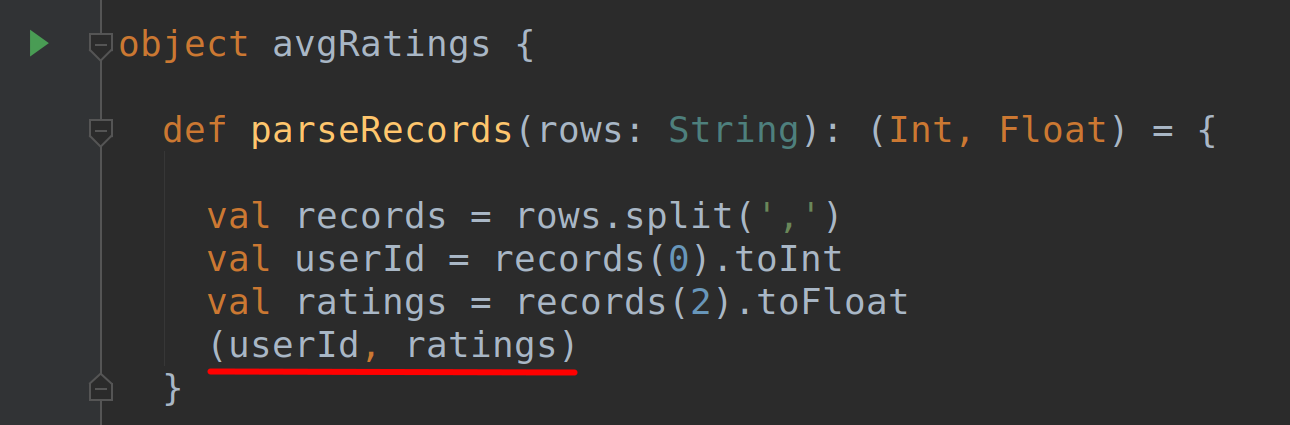 object avgRatings {
def parseRecords(rows: String): (Int, Float) = {
val records = rows.split(',')
val userId = records(0).toInt
val ratings = records(2).toFloat
(userId, ratings)
}